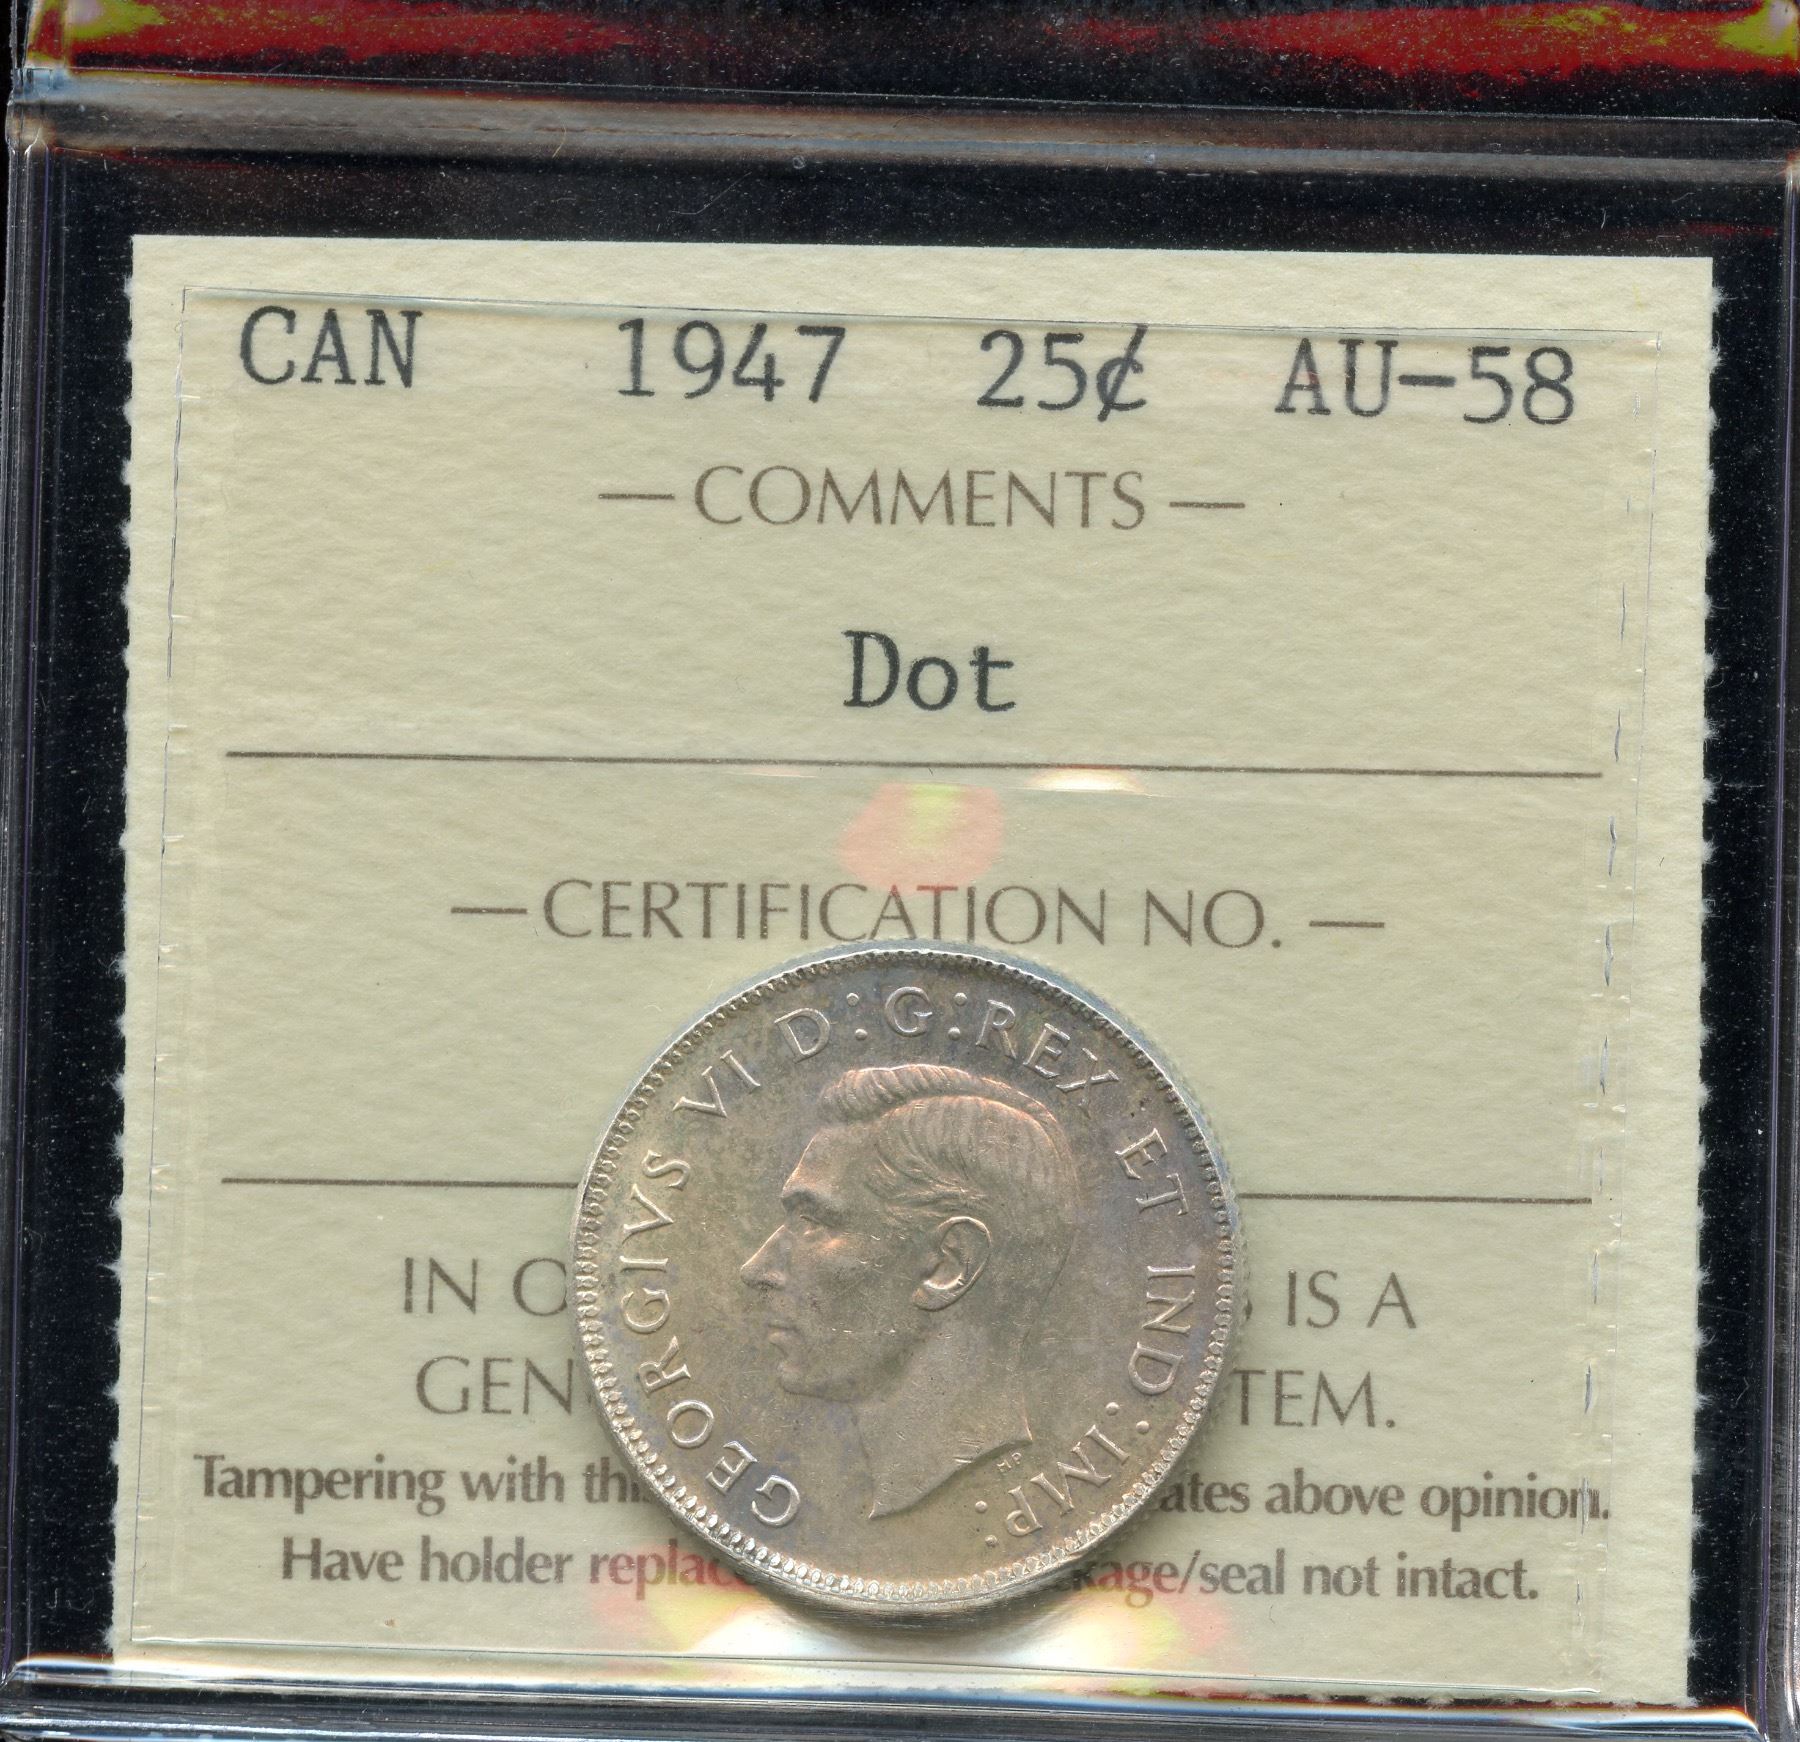 CAN 1947 25¢ AU-58
— COMMENTS —
Dot
— CERTIFICATION NO. —
GEORGIVS VI D:G:REX ET IND:IMP:
HP
IN O IS A
GEN TEM.
Tampering with thi ates above opinion.
Have holder replac kage/seal not intact.